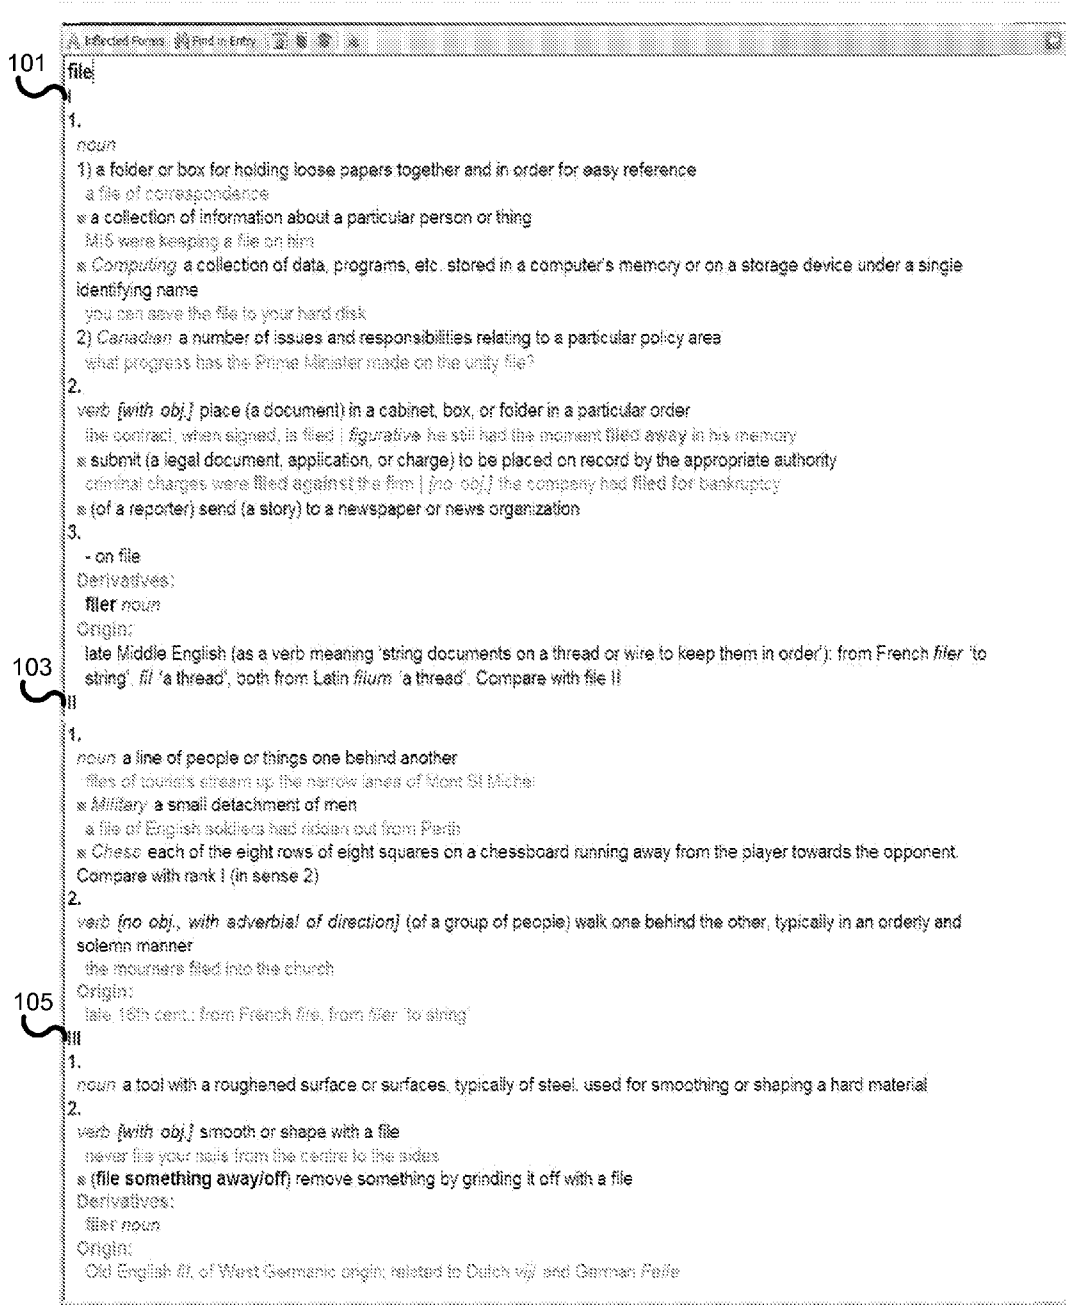 Inflected Forms Find in Entry
101
file
I
1.
noun
1) a folder or box for holding loose papers together and in order for easy reference
a file of correspondence
a collection of information about a particular person or thing
MI5 were keeping a file on him
Computing a collection of data, programs, etc. stored in a computer's memory or on a storage device under a single
identifying name
you can save the file to your hard disk
2) Canadian a number of issues and responsibilities relating to a particular policy area
what progress has the Prime Minister made on the unity file?
2.
verb [with obj.] place (a document) in a cabinet, box, or folder in a particular order
the contract, when signed, is filed | figurative he still had the moment filed away in his memory
submit (a legal document, application, or charge) to be placed on record by the appropriate authority
criminal charges were filed against the firm | [no obj.] the company had filed for bankruptcy
(of a reporter) send (a story) to a newspaper or news organization
3.
- on file
Derivatives:
filer noun
Origin:
late Middle English (as a verb meaning 'string documents on a thread or wire to keep them in order'): from French filer 'to
string', fil 'a thread', both from Latin filum 'a thread'. Compare with file II
103
II
1.
noun a line of people or things one behind another
files of tourists stream up the narrow lanes of Mont St Michel
Military a small detachment of men
a file of English soldiers had ridden out from Perth
Chess each of the eight rows of eight squares on a chessboard running away from the player towards the opponent.
Compare with rank I (in sense 2)
2.
verb [no obj., with adverbial of direction] (of a group of people) walk one behind the other, typically in an orderly and
solemn manner
the mourners filed into the church
Origin:
late 16th cent.: from French file, from filer 'to string'
105
III
1.
noun a tool with a roughened surface or surfaces, typically of steel, used for smoothing or shaping a hard material
2.
verb [with obj.] smooth or shape with a file
never file your nails from the centre to the sides
(file something away/off) remove something by grinding it off with a file
Derivatives:
filer noun
Origin:
Old English fīl, of West Germanic origin; related to Dutch vijl and German Feile